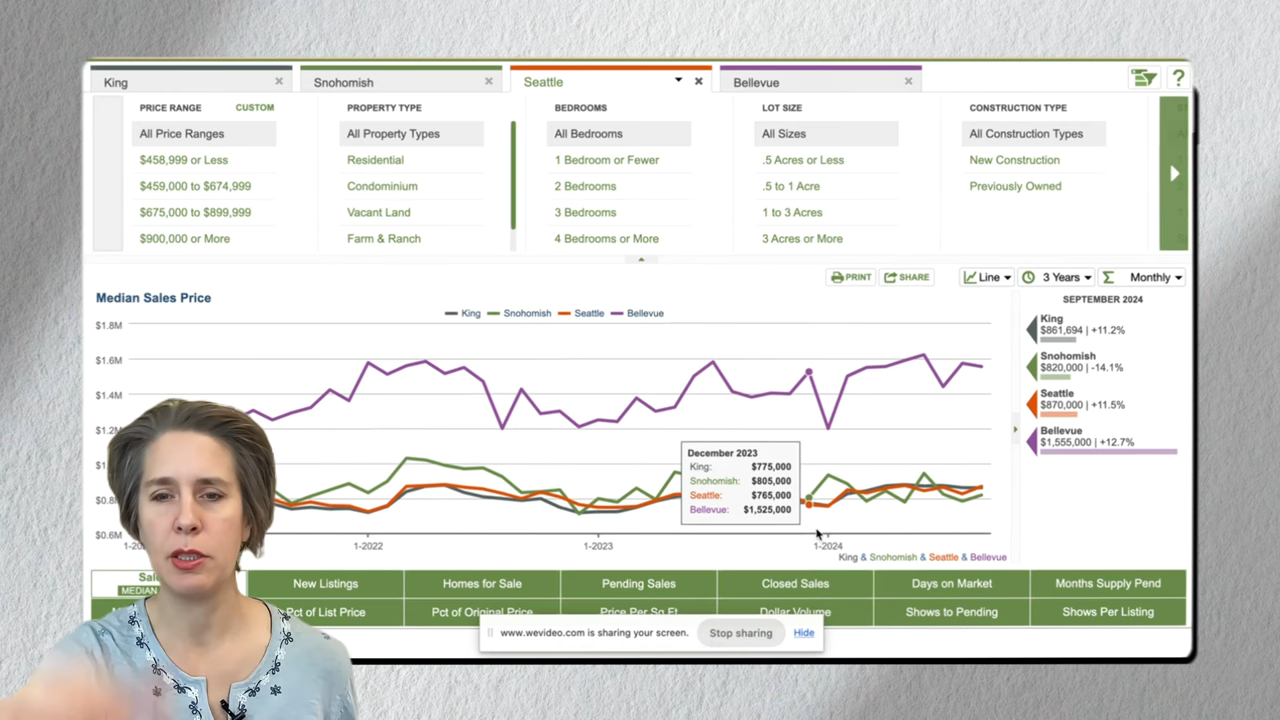 King
Snohomish
Seattle
Bellevue
?
PRICE RANGE CUSTOM
All Price Ranges
$458,999 or Less
$459,000 to $674,999
$675,000 to $899,999
$900,000 or More
PROPERTY TYPE
All Property Types
Residential
Condominium
Vacant Land
Farm & Ranch
BEDROOMS
All Bedrooms
1 Bedroom or Fewer
2 Bedrooms
3 Bedrooms
4 Bedrooms or More
LOT SIZE
All Sizes
.5 Acres or Less
.5 to 1 Acre
1 to 3 Acres
3 Acres or More
CONSTRUCTION TYPE
All Construction Types
New Construction
Previously Owned
PRINT
SHARE
Line
3 Years
Monthly
Median Sales Price
King Snohomish Seattle Bellevue
$1.8M
$1.6M
$1.4M
$0.6M
1-2022
1-2023
1-2024
December 2023
King: $775,000
Snohomish: $805,000
Seattle: $765,000
Bellevue: $1,525,000
King & Snohomish & Seattle & Bellevue
SEPTEMBER 2024
King
$861,694 | +11.2%
Snohomish
$820,000 | -14.1%
Seattle
$870,000 | +11.5%
Bellevue
$1,555,000 | +12.7%
MEDIAN
New Listings
Homes for Sale
Pending Sales
Closed Sales
Days on Market
Months Supply Pend
Pct of List Price
Pct of Original Price
Price Per Sq Ft
Dollar Volume
Shows to Pending
Shows Per Listing
www.wevideo.com is sharing your screen.
Stop sharing
Hide